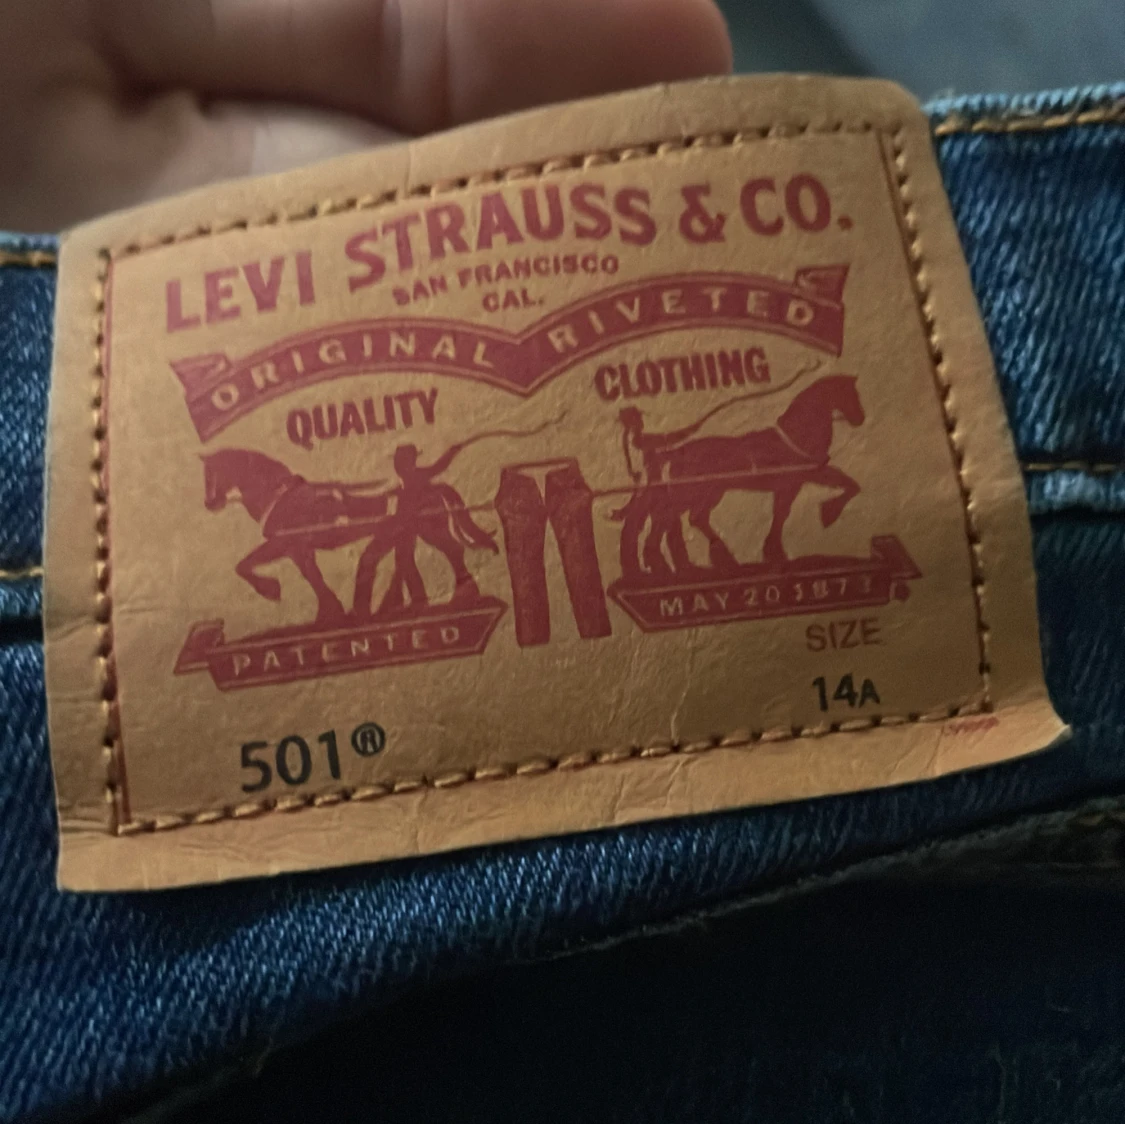 LEVI STRAUSS & CO.
SAN FRANCISCO
CAL.
ORIGINAL RIVETED
QUALITY CLOTHING
PATENTED
MAY 20 1873
SIZE
14A
501®